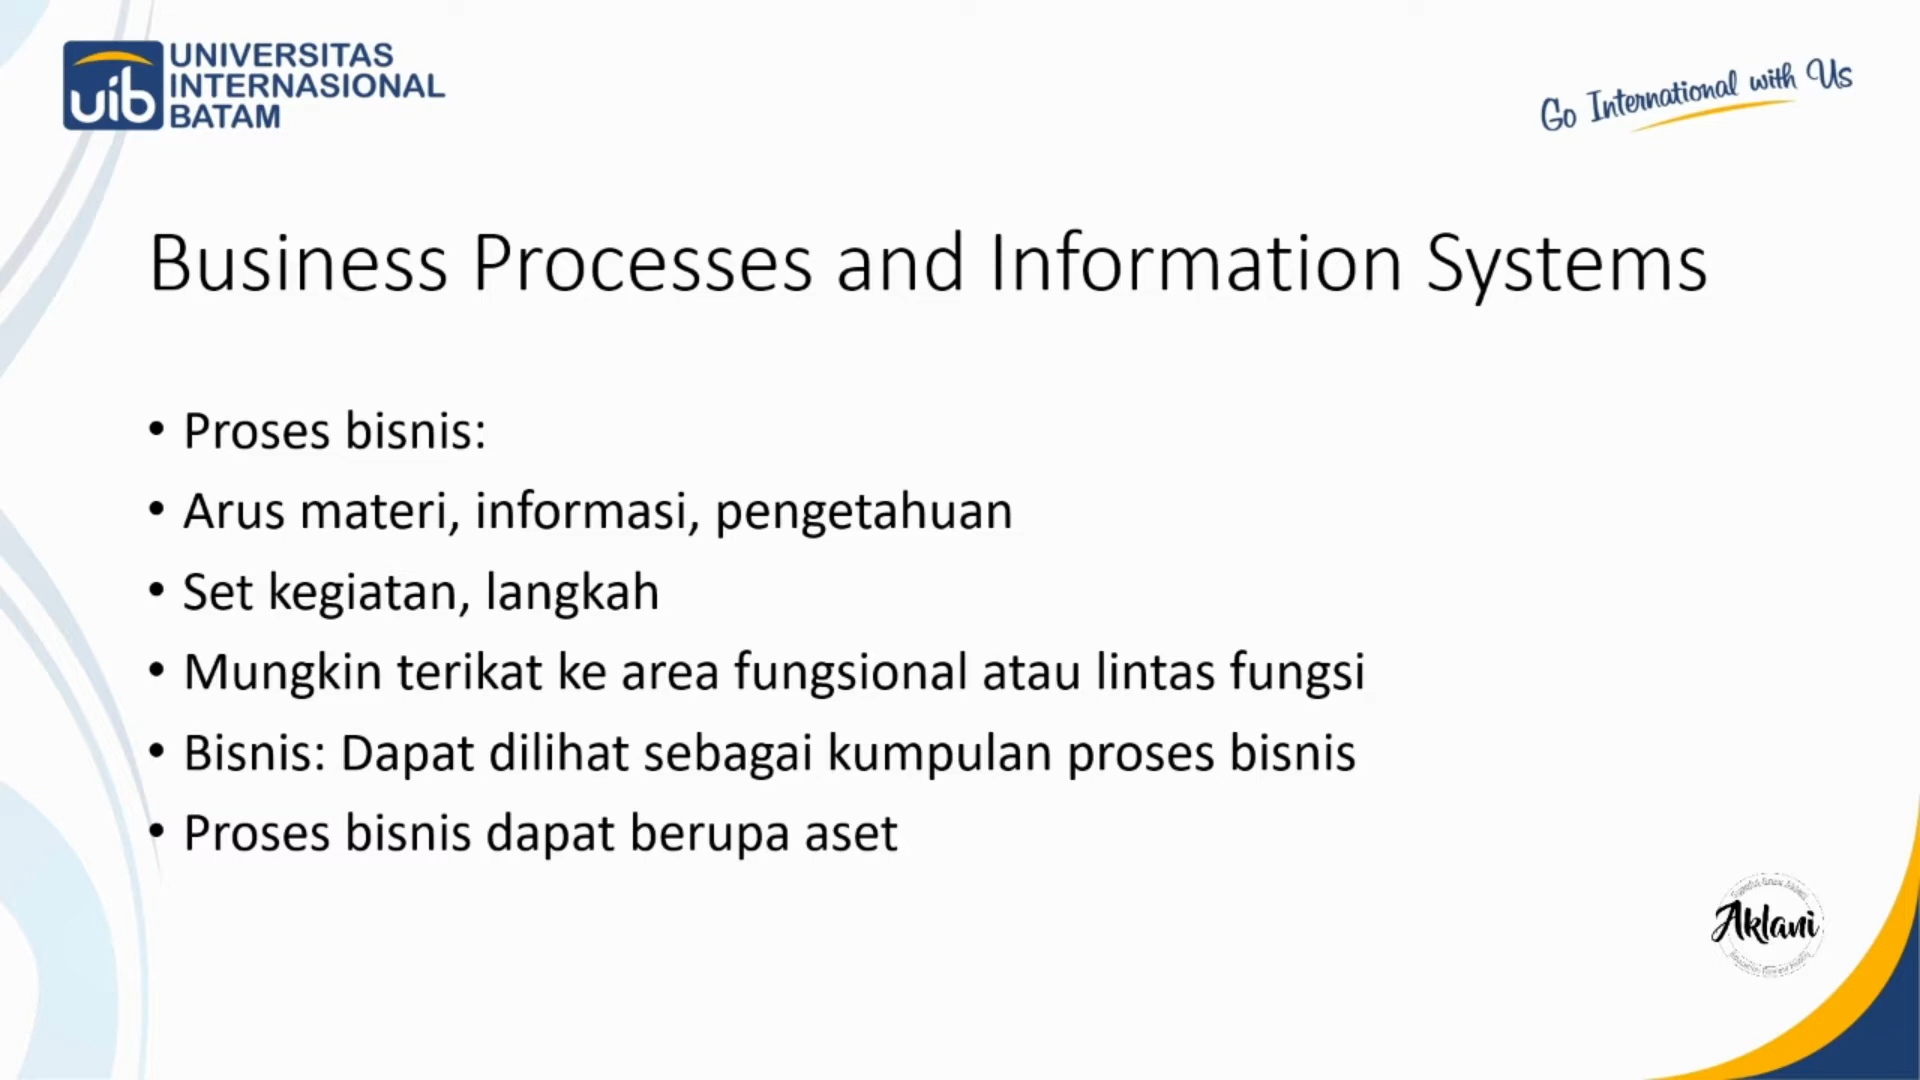 UNIVERSITAS
INTERNASIONAL
BATAM
uib
Go International with Us
Business Processes and Information Systems
• Proses bisnis:
• Arus materi, informasi, pengetahuan
• Set kegiatan, langkah
• Mungkin terikat ke area fungsional atau lintas fungsi
• Bisnis: Dapat dilihat sebagai kumpulan proses bisnis
• Proses bisnis dapat berupa aset
Aklani